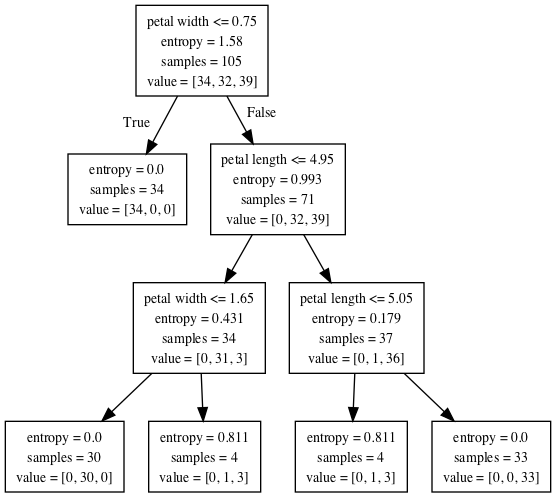 petal width <= 0.75
entropy = 1.58
samples = 105
value = [34, 32, 39]
True
False
entropy = 0.0
samples = 34
value = [34, 0, 0]
petal length <= 4.95
entropy = 0.993
samples = 71
value = [0, 32, 39]
petal width <= 1.65
entropy = 0.431
samples = 34
value = [0, 31, 3]
petal length <= 5.05
entropy = 0.179
samples = 37
value = [0, 1, 36]
entropy = 0.0
samples = 30
value = [0, 30, 0]
entropy = 0.811
samples = 4
value = [0, 1, 3]
entropy = 0.811
samples = 4
value = [0, 1, 3]
entropy = 0.0
samples = 33
value = [0, 0, 33]